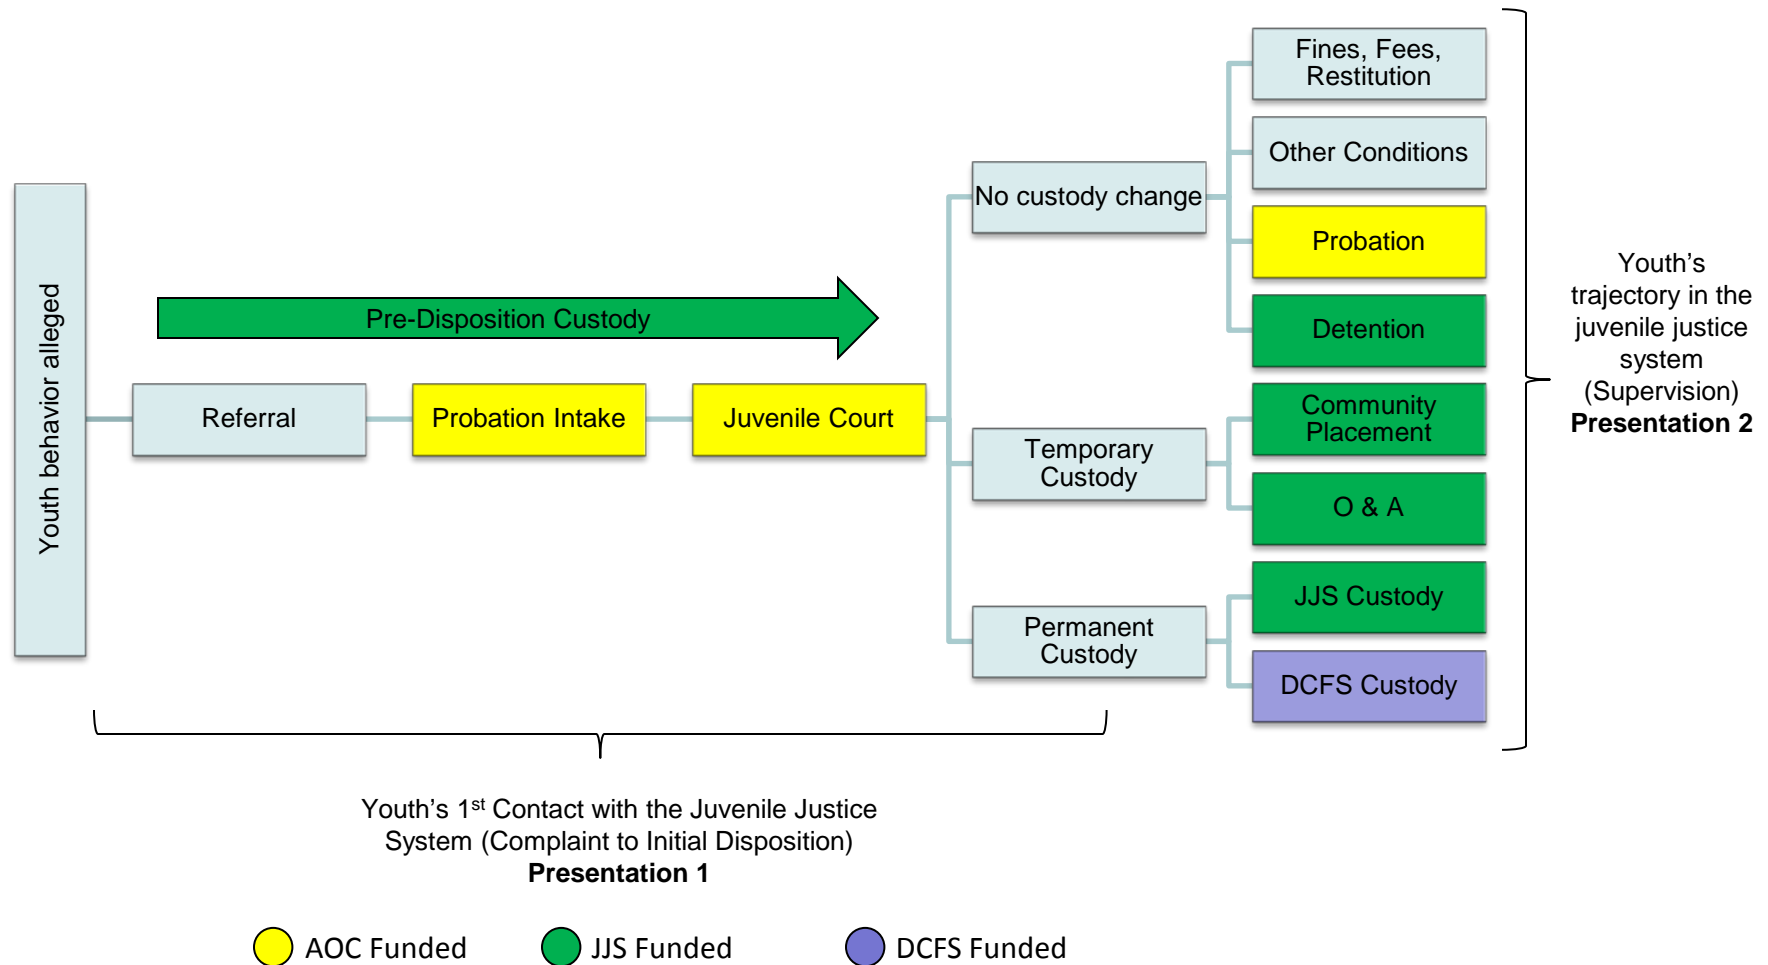 Youth behavior alleged
Pre-Disposition Custody
Referral
Probation Intake
Juvenile Court
No custody change
Temporary
Custody
Permanent
Custody
Fines, Fees,
Restitution
Other Conditions
Probation
Detention
Community
Placement
O & A
JJS Custody
DCFS Custody
Youth’s
trajectory in the
juvenile justice
system
(Supervision)
Presentation 2
Youth’s 1st Contact with the Juvenile Justice
System (Complaint to Initial Disposition)
Presentation 1
AOC Funded
JJS Funded
DCFS Funded